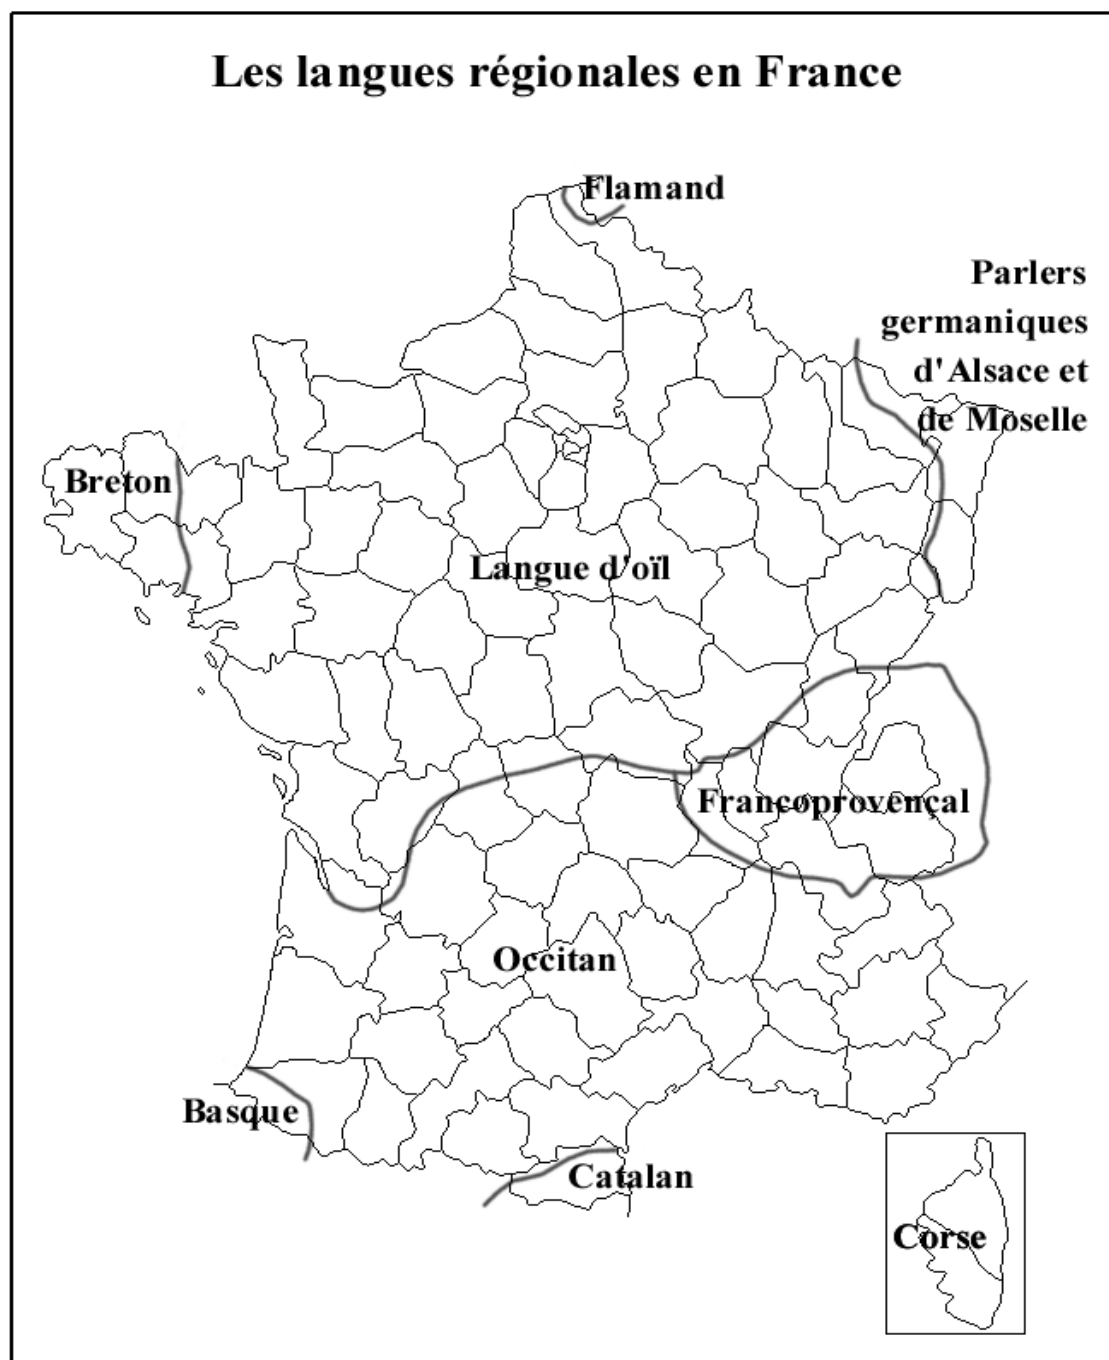 Les langues régionales en France
Flamand
Parlers
germaniques
d'Alsace et
de Moselle
Breton
Langue d'oïl
Francoprovençal
Occitan
Basque
Catalan
Corse